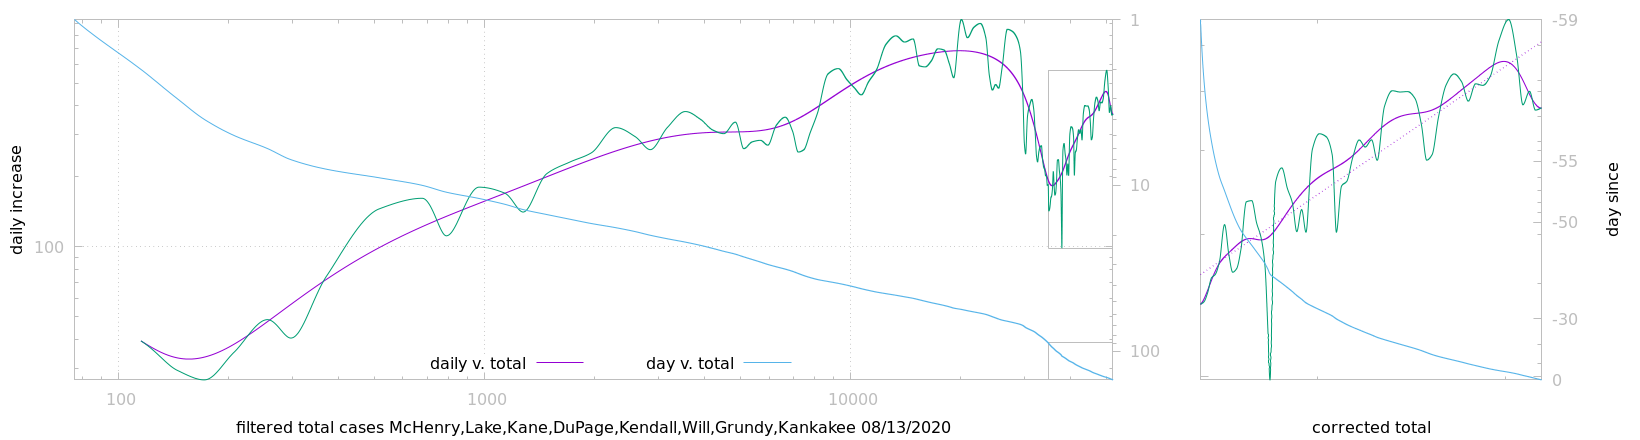 daily increase
100
daily v. total
day v. total
1
10
100
100
1000
10000
filtered total cases McHenry,Lake,Kane,DuPage,Kendall,Will,Grundy,Kankakee 08/13/2020
-59
-55
-50
-30
0
day since
corrected total